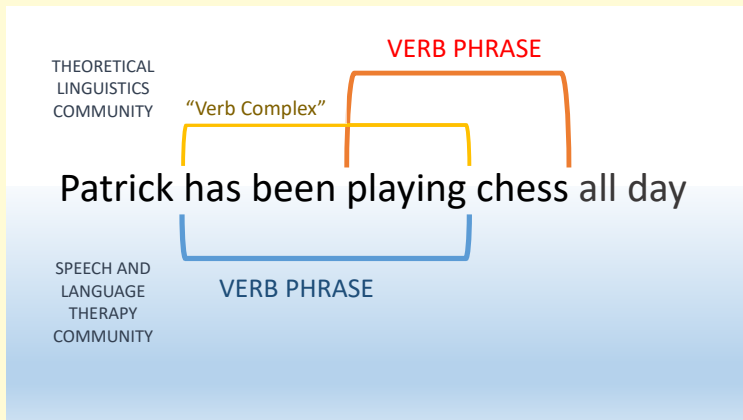 VERB PHRASE
THEORETICAL
LINGUISTICS
COMMUNITY
“Verb Complex”
Patrick has been playing chess all day
SPEECH AND
LANGUAGE
THERAPY
COMMUNITY
VERB PHRASE